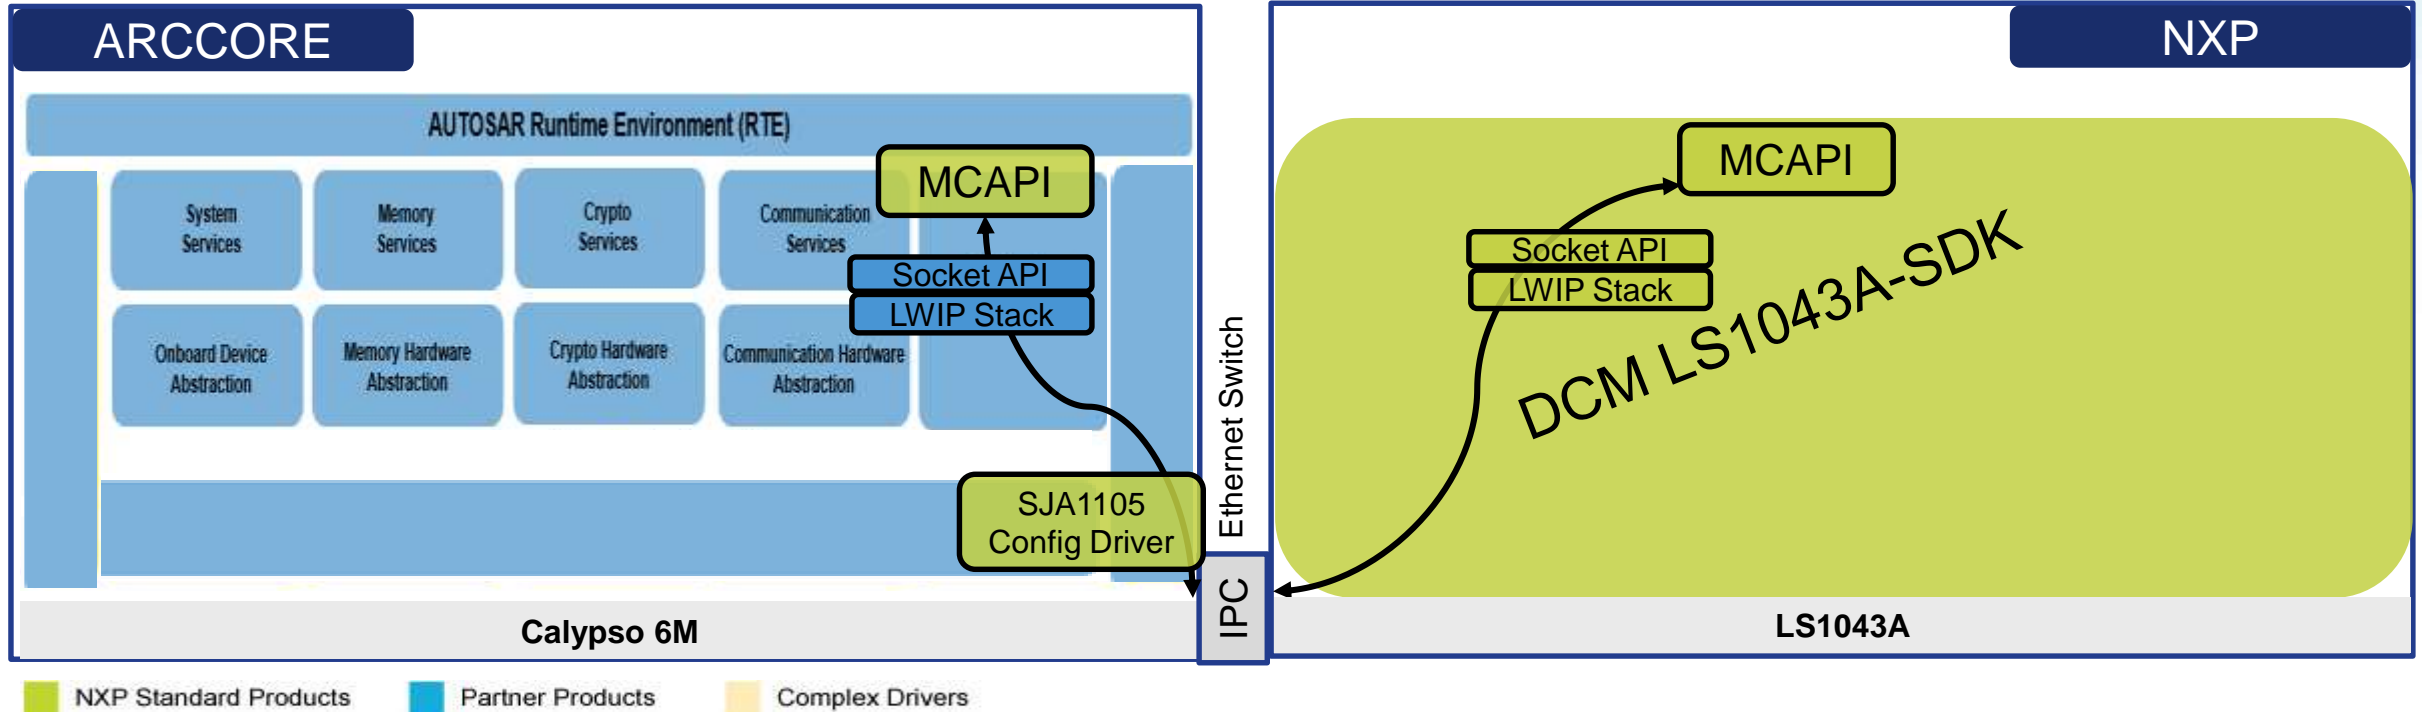 ARCCORE
NXP
AUTOSAR Runtime Environment (RTE)
System
Services
Memory
Services
Crypto
Services
Communication
Services
MCAPI
Socket API
LWIP Stack
Onboard Device
Abstraction
Memory Hardware
Abstraction
Crypto Hardware
Abstraction
Communication Hardware
Abstraction
SJA1105
Config Driver
Calypso 6M
Ethernet Switch
IPC
MCAPI
Socket API
LWIP Stack
DCM LS1043A-SDK
LS1043A
NXP Standard Products
Partner Products
Complex Drivers